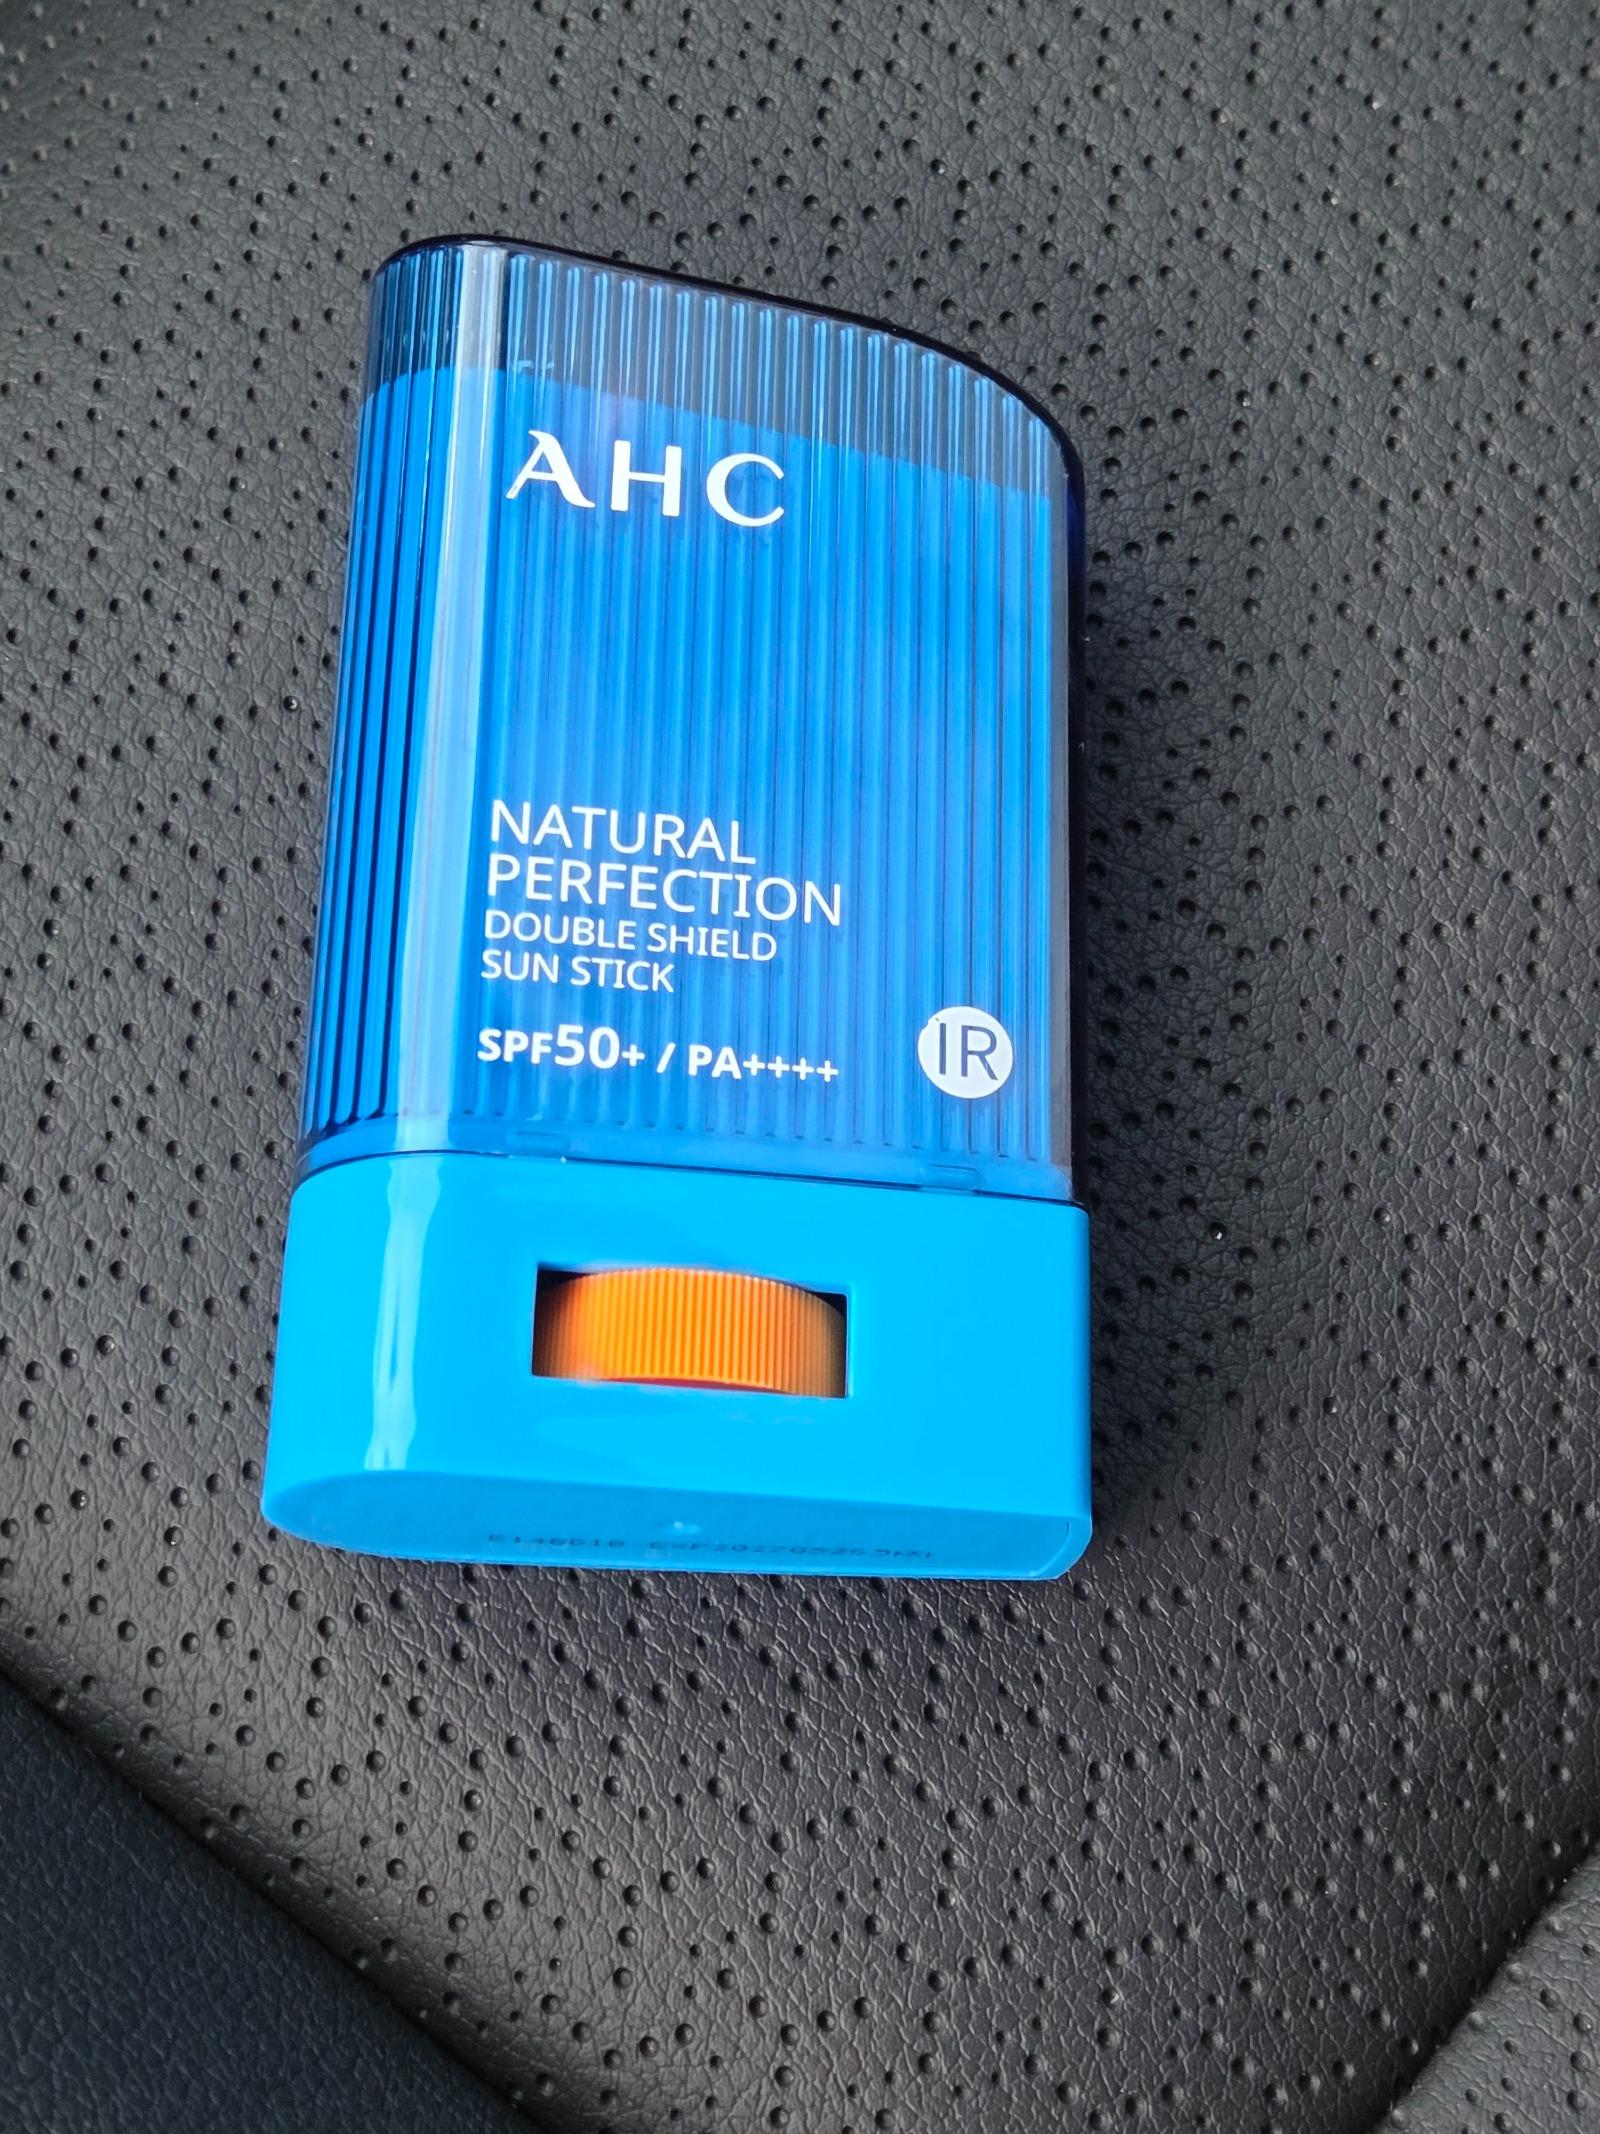 AHC
NATURAL
PERFECTION
DOUBLE SHIELD
SUN STICK
SPF50+ / PA++++
IR